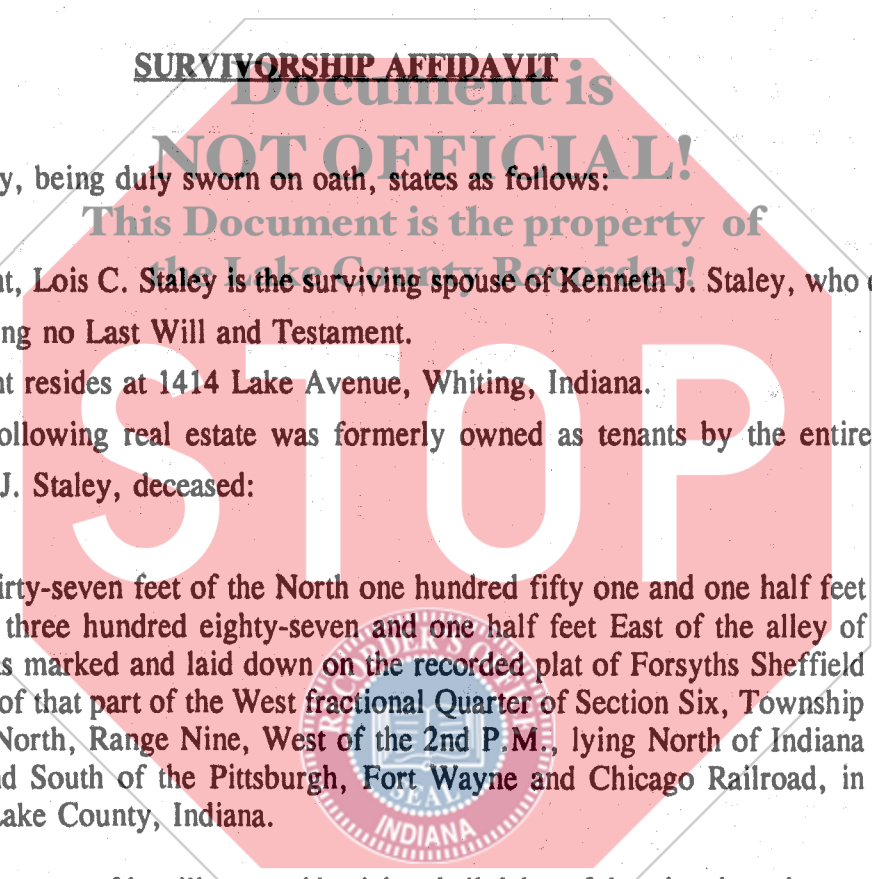 SURVIVORSHIP AFFIDAVIT
Document is
NOT OFFICIAL!
y, being duly sworn on oath, states as follows:
This Document is the property of
the Lake County Recorder!
nt, Lois C. Staley is the surviving spouse of Kenneth J. Staley, who
ng no Last Will and Testament.
nt resides at 1414 Lake Avenue, Whiting, Indiana.
ollowing real estate was formerly owned as tenants by the entire
J. Staley, deceased:
STOP
irty-seven feet of the North one hundred fifty one and one half feet
three hundred eighty-seven and one half feet East of the alley of
s marked and laid down on the recorded plat of Forsyths Sheffield
of that part of the West fractional Quarter of Section Six, Township
North, Range Nine, West of the 2nd P.M., lying North of Indiana
nd South of the Pittsburgh, Fort Wayne and Chicago Railroad, in
Lake County, Indiana.
RECORDER'S OFFICE
SEAL
INDIANA